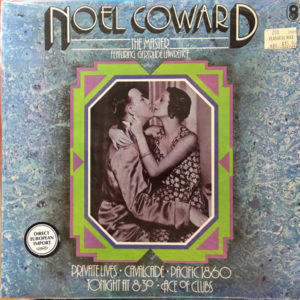 NOËL COWARD
THE MASTER
FEATURING GERTRUDE LAWRENCE
DIRECT
EUROPEAN
IMPORT
PRIVATE LIVES · CAVALCADE · PACIFIC 1860
TONIGHT AT 8:30 · ACE OF CLUBS